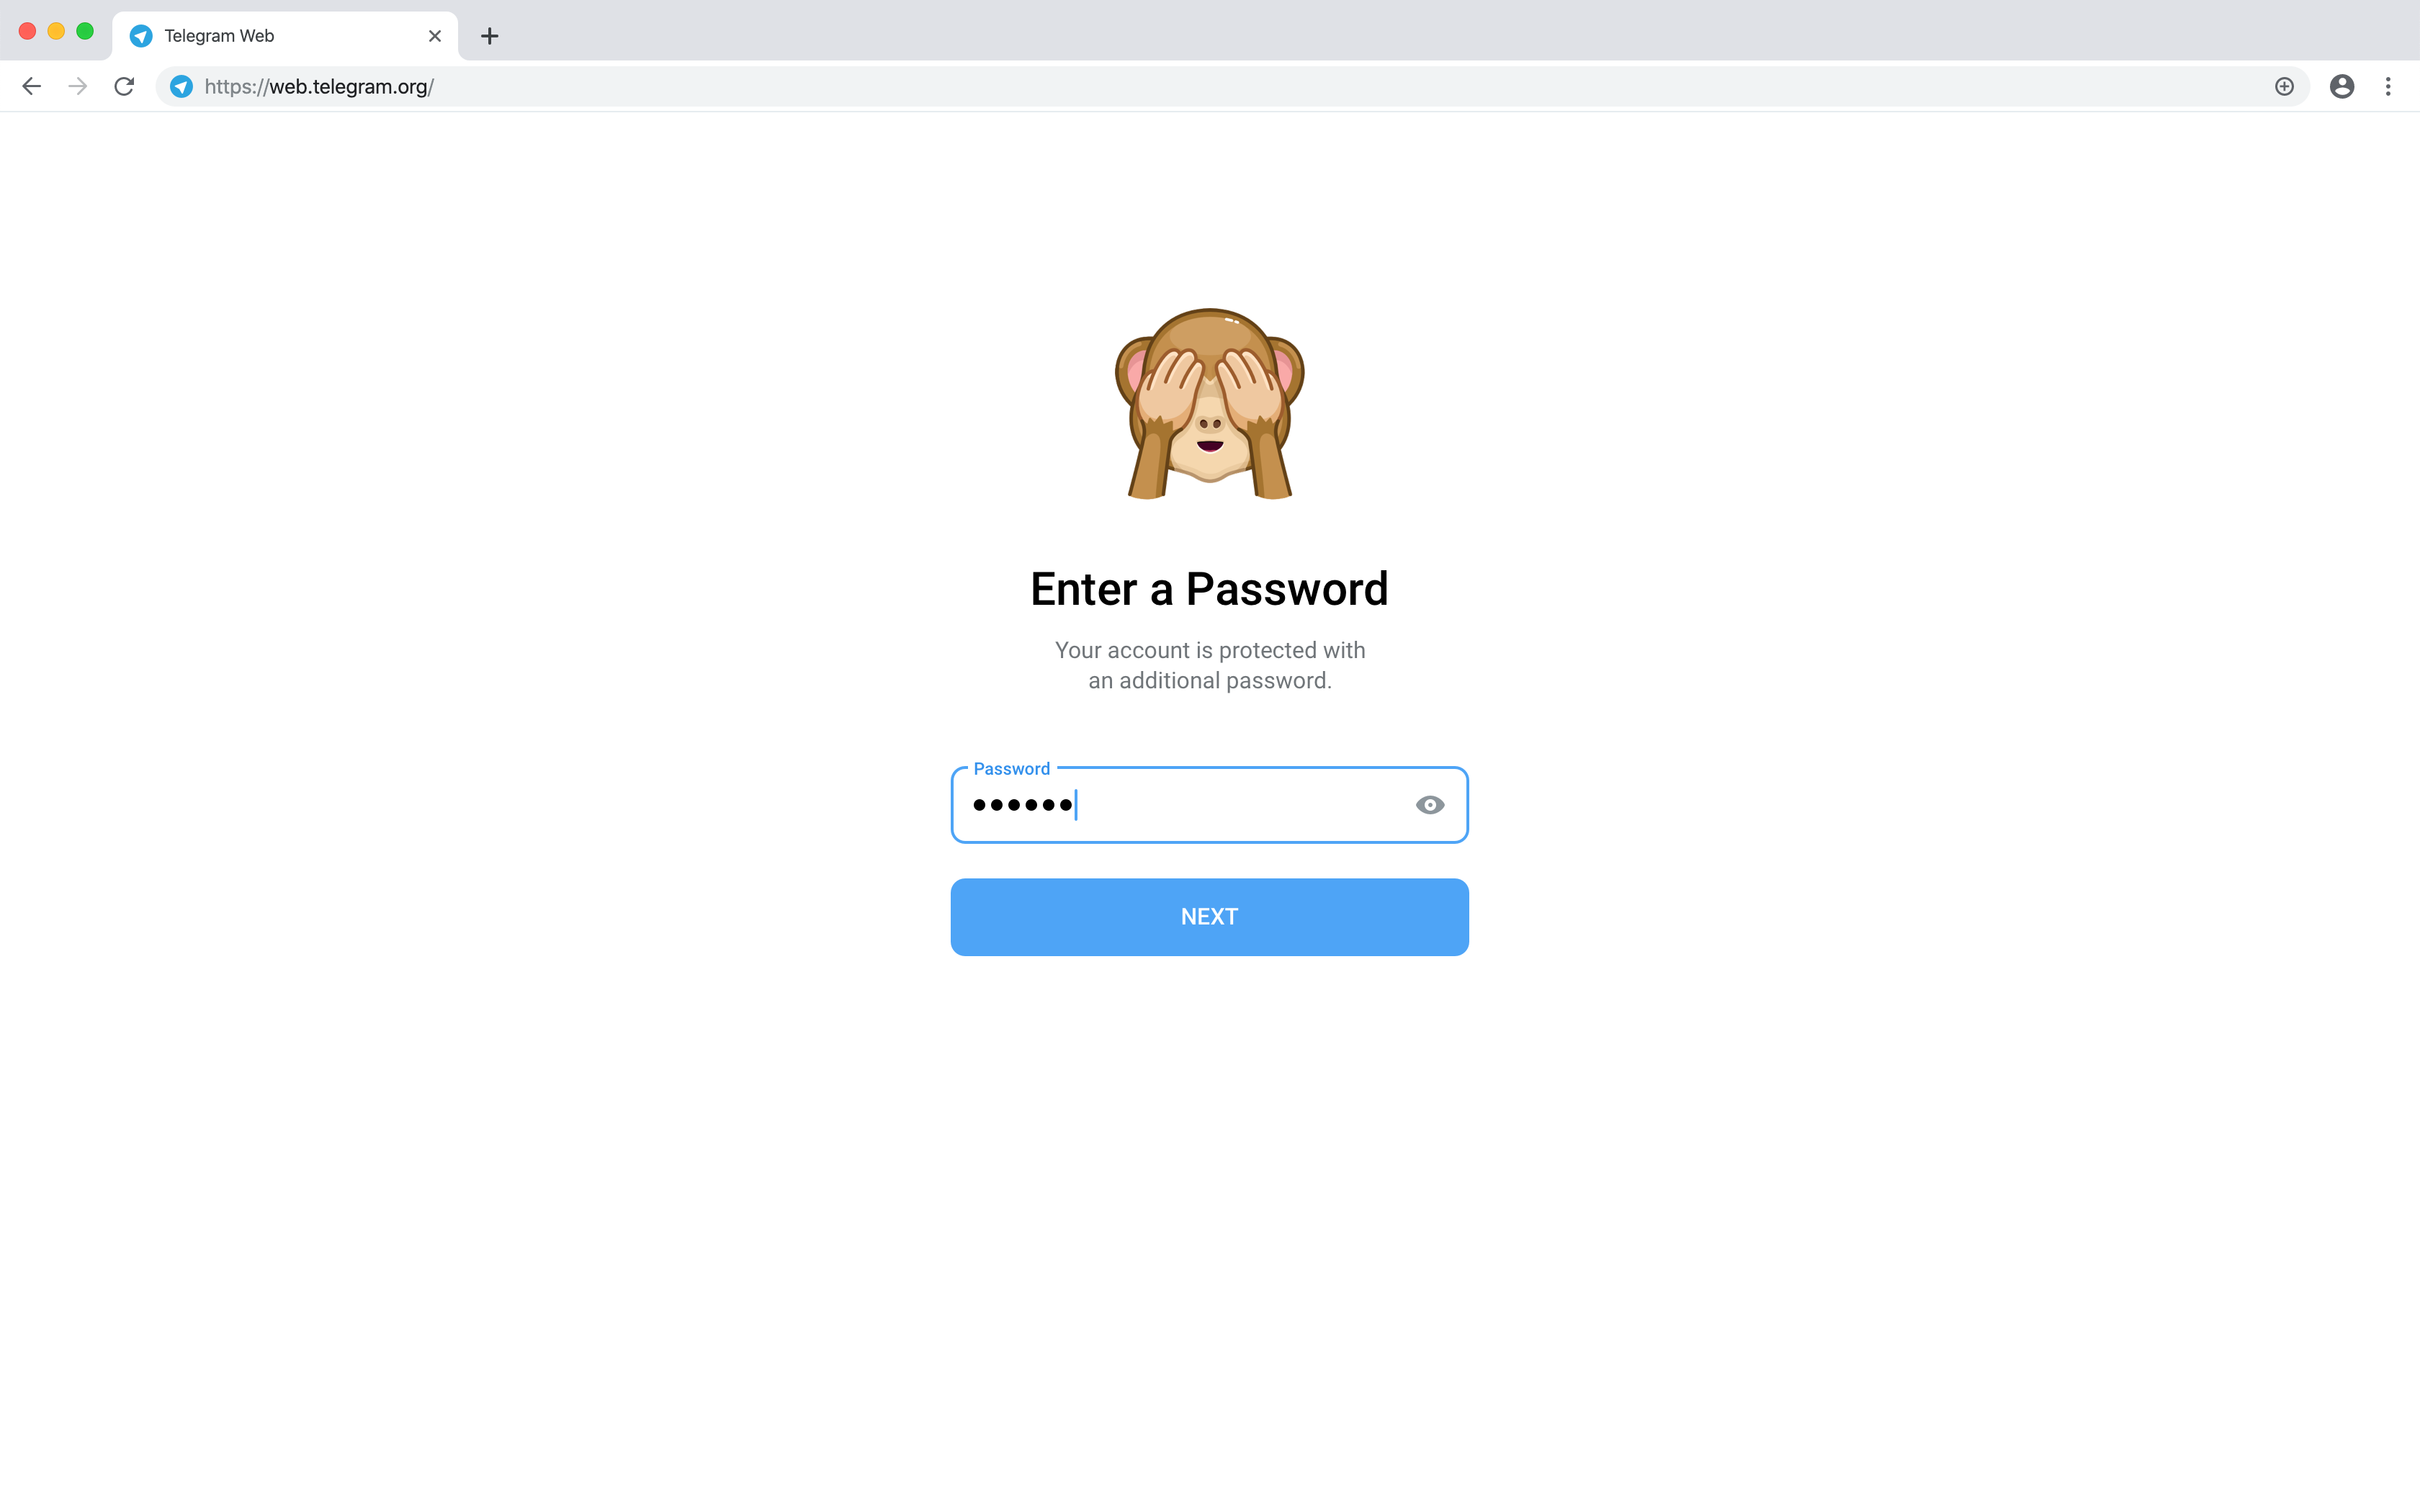 Telegram Web
https://web.telegram.org/
Enter a Password
Your account is protected with
an additional password.
Password
••••••
NEXT